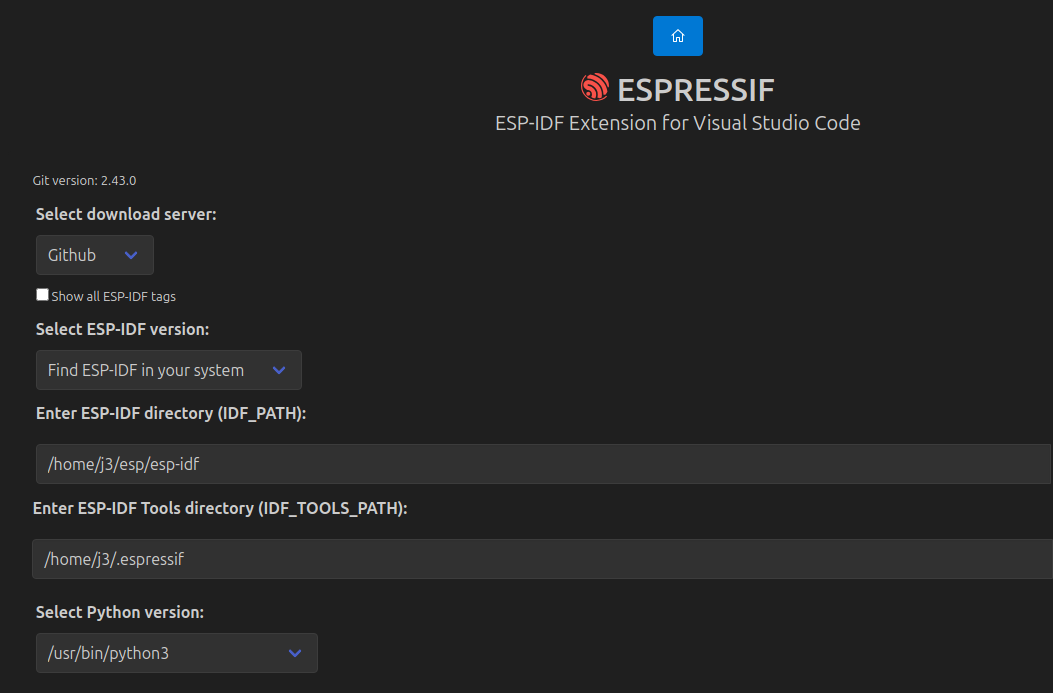 ESPRESSIF
ESP-IDF Extension for Visual Studio Code
Git version: 2.43.0
Select download server:
Github
Show all ESP-IDF tags
Select ESP-IDF version:
Find ESP-IDF in your system
Enter ESP-IDF directory (IDF_PATH):
/home/j3/esp/esp-idf
Enter ESP-IDF Tools directory (IDF_TOOLS_PATH):
/home/j3/.espressif
Select Python version:
/usr/bin/python3